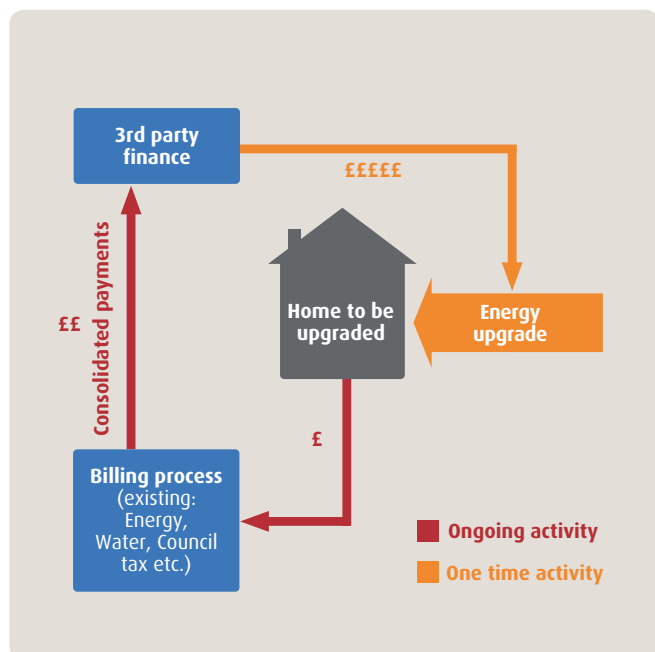 3rd party
finance
£££££
Consolidated payments
££
Home to be
upgraded
Energy
upgrade
£
Billing process
(existing:
Energy,
Water, Council
tax etc.)
Ongoing activity
One time activity